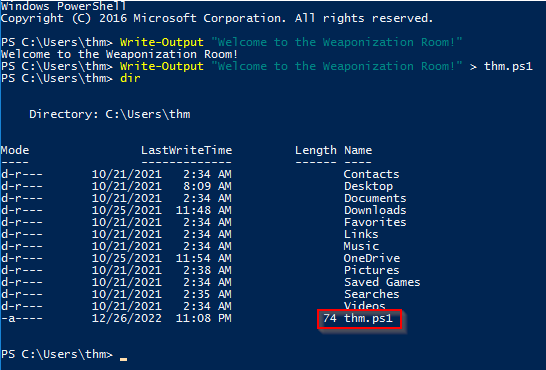 Windows PowerShell
Copyright (C) 2016 Microsoft Corporation. All rights reserved.
PS C:\Users\thm> Write-Output "Welcome to the Weaponization Room!"
Welcome to the Weaponization Room!
PS C:\Users\thm> Write-Output "Welcome to the Weaponization Room!" > thm.ps1
PS C:\Users\thm> dir
Directory: C:\Users\thm
Mode LastWriteTime Length Name
---- ------------- ------ ----
d-r--- 10/21/2021 2:34 AM Contacts
d-r--- 10/21/2021 8:09 AM Desktop
d-r--- 10/21/2021 2:34 AM Documents
d-r--- 10/25/2021 11:48 AM Downloads
d-r--- 10/21/2021 2:34 AM Favorites
d-r--- 10/21/2021 2:34 AM Links
d-r--- 10/21/2021 2:34 AM Music
d-r--- 10/25/2021 11:54 AM OneDrive
d-r--- 10/21/2021 2:38 AM Pictures
d-r--- 10/21/2021 2:34 AM Saved Games
d-r--- 10/21/2021 2:35 AM Searches
d-r--- 10/21/2021 2:34 AM Videos
-a---- 12/26/2022 11:08 PM 74 thm.ps1
PS C:\Users\thm> _